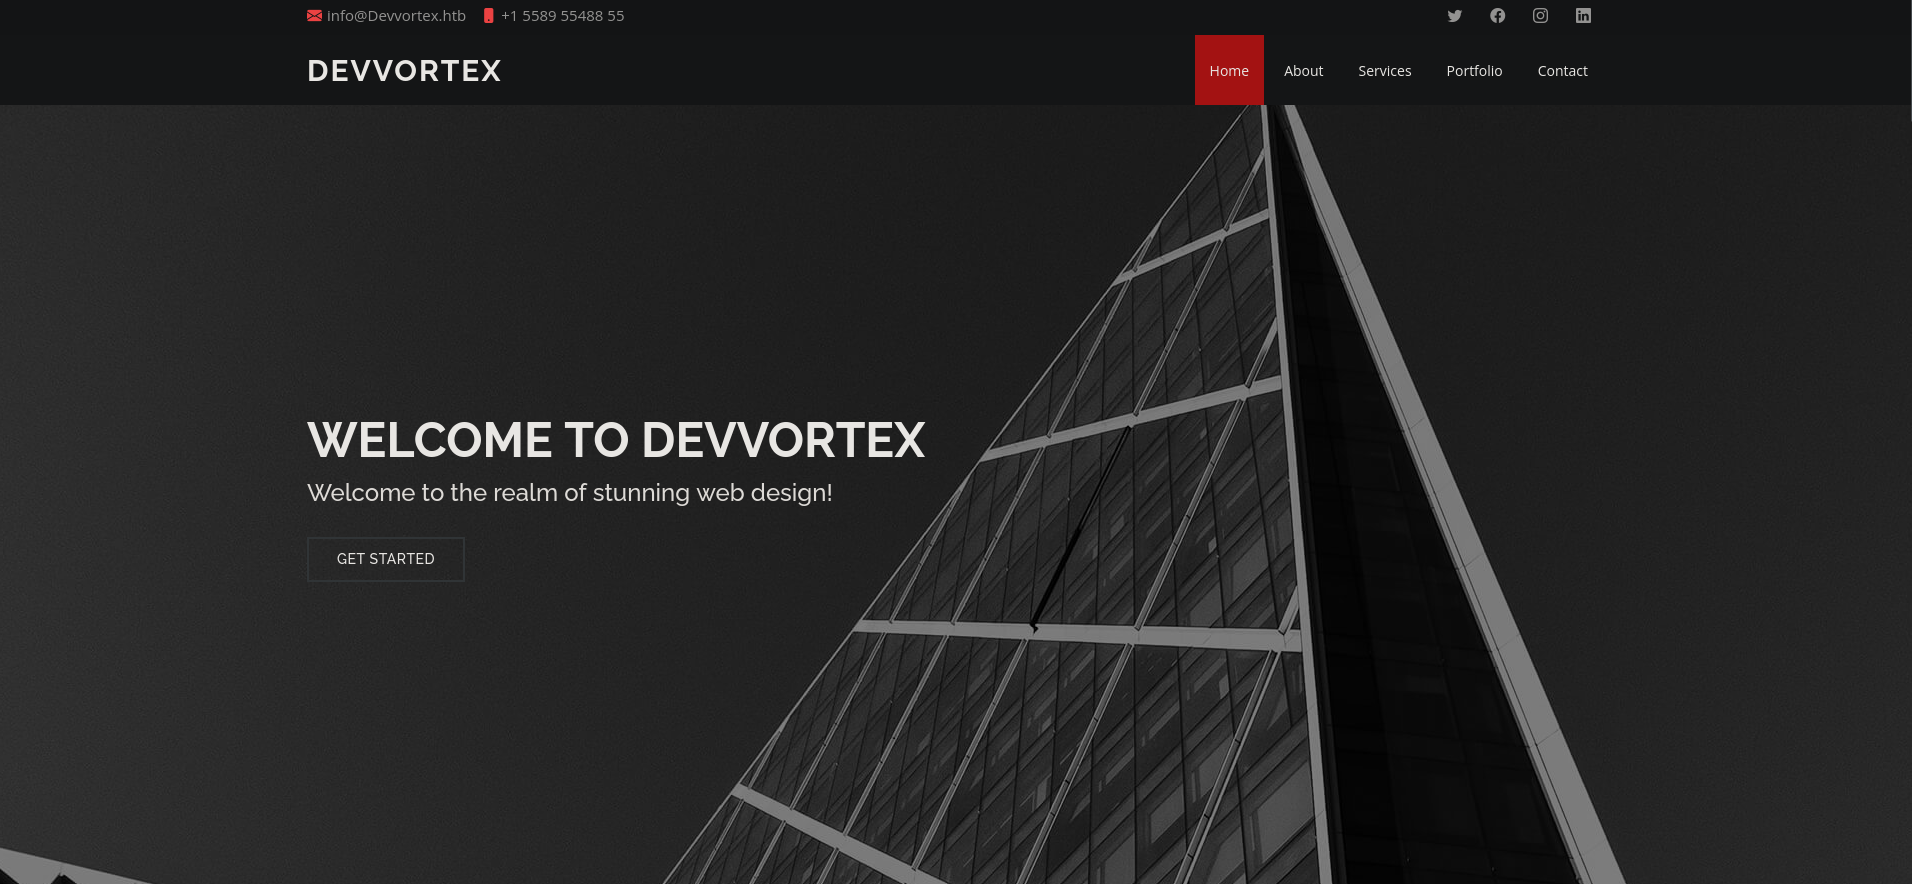 info@Devvortex.htb +1 5589 55488 55
DEVVORTEX
Home About Services Portfolio Contact
WELCOME TO DEVVORTEX
Welcome to the realm of stunning web design!
GET STARTED